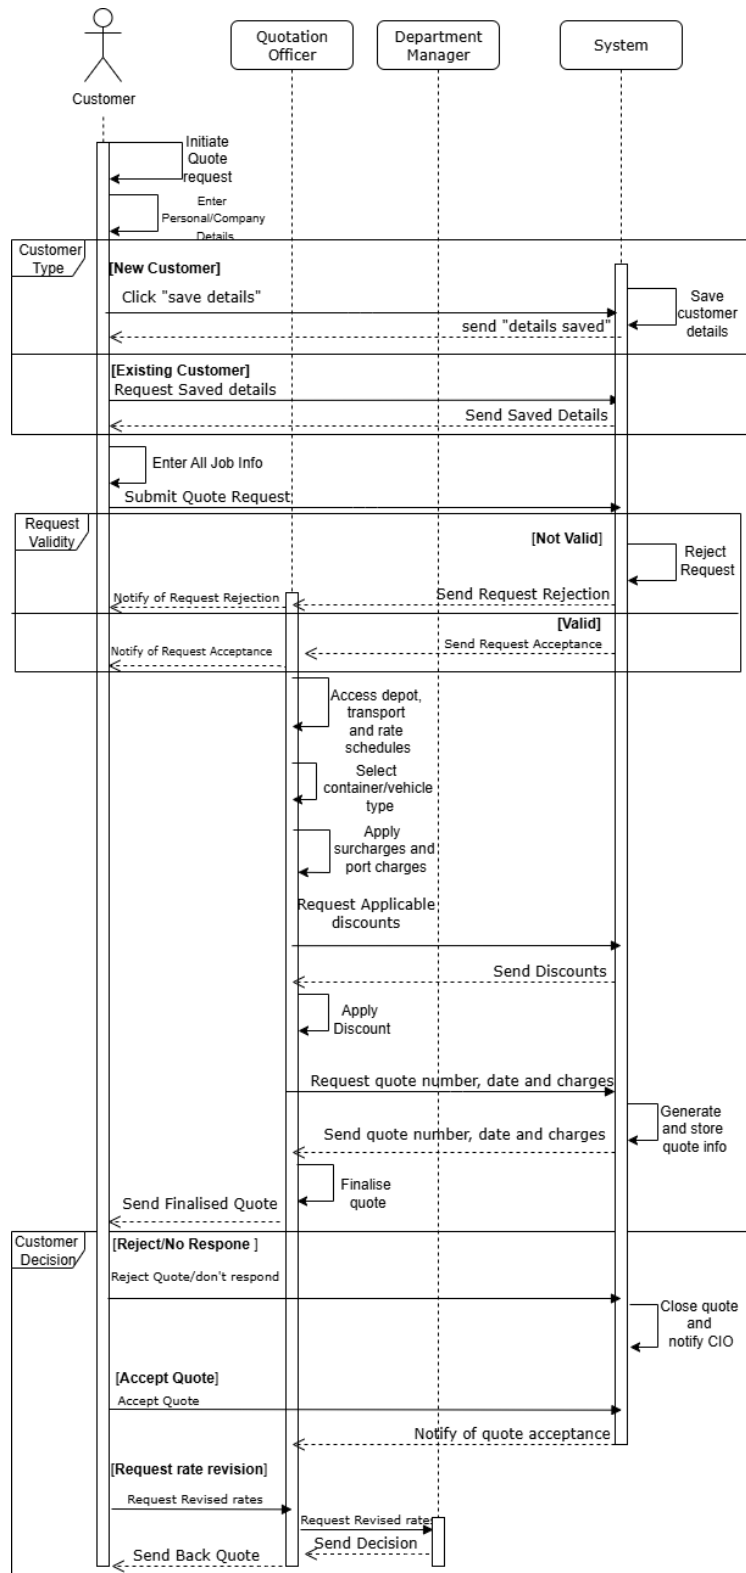 Quotation
Officer
Department
Manager
System
Customer
Initiate
Quote
request
Enter
Personal/Company
Details
Customer
Type
[New Customer]
Click "save details"
Save
customer
details
send "details saved"
[Existing Customer]
Request Saved details
Send Saved Details
Enter All Job Info
Submit Quote Request
Request
Validity
[Not Valid]
Reject
Request
Send Request Rejection
Notify of Request Rejection
[Valid]
Send Request Acceptance
Notify of Request Acceptance
Access depot,
transport
and rate
schedules
Select
container/vehicle
type
Apply
surcharges and
port charges
Request Applicable
discounts
Send Discounts
Apply
Discount
Request quote number, date and charges
Generate
and store
quote info
Send quote number, date and charges
Finalise
quote
Send Finalised Quote
Customer
Decision
[Reject/No Respone ]
Reject Quote/don't respond
Close quote
and
notify CIO
[Accept Quote]
Accept Quote
Notify of quote acceptance
[Request rate revision]
Request Revised rates
Request Revised rates
Send Decision
Send Back Quote